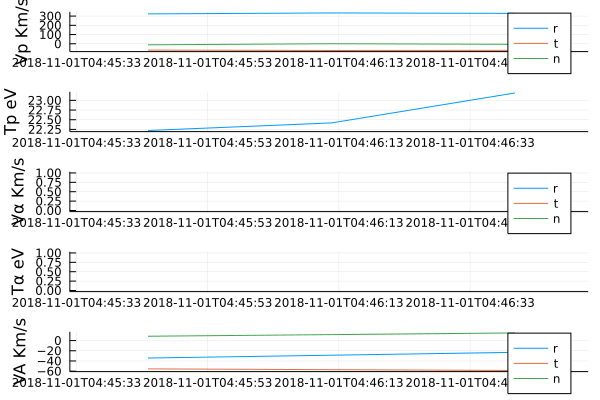 Vp Km/s
300
200
100
0
2018-11-01T04:45:33 2018-11-01T04:45:53 2018-11-01T04:46:13 2018-11-01T04:4
r
t
n
Tp eV
23.00
22.75
22.50
22.25
2018-11-01T04:45:33 2018-11-01T04:45:53 2018-11-01T04:46:13 2018-11-01T04:46:33
Vα Km/s
1.00
0.75
0.50
0.25
0.00
2018-11-01T04:45:33 2018-11-01T04:45:53 2018-11-01T04:46:13 2018-11-01T04:4
r
t
n
Tα eV
1.00
0.75
0.50
0.25
0.00
2018-11-01T04:45:33 2018-11-01T04:45:53 2018-11-01T04:46:13 2018-11-01T04:46:33
VA Km/s
0
−20
−40
−60
2018-11-01T04:45:33 2018-11-01T04:45:53 2018-11-01T04:46:13 2018-11-01T04:4
r
t
n